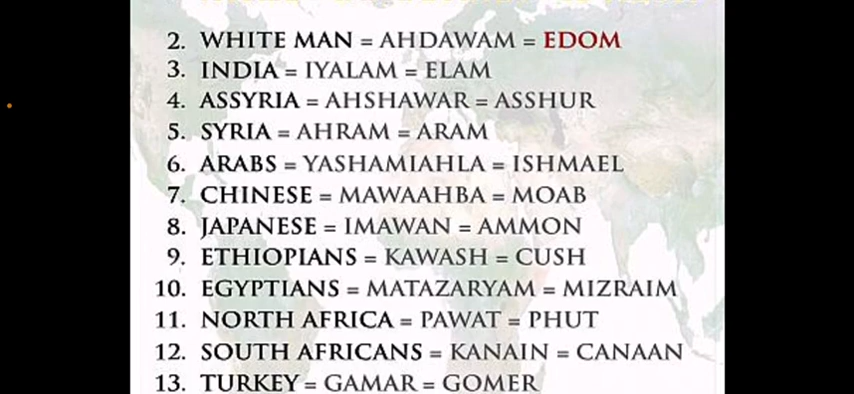 2. WHITE MAN = AHDAWAM = EDOM
3. INDIA = IYALAM = ELAM
4. ASSYRIA = AHSHAWAR = ASSHUR
5. SYRIA = AHRAM = ARAM
6. ARABS = YASHAMIAHLA = ISHMAEL
7. CHINESE = MAWAAHBA = MOAB
8. JAPANESE = IMAWAN = AMMON
9. ETHIOPIANS = KAWASH = CUSH
10. EGYPTIANS = MATAZARYAM = MIZRAIM
11. NORTH AFRICA = PAWAT = PHUT
12. SOUTH AFRICANS = KANAIN = CANAAN
13. TURKEY = GAMAR = GOMER